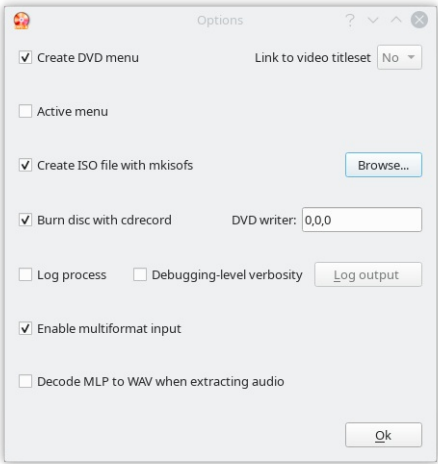 Options
Create DVD menu Link to video titleset No
Active menu
Create ISO file with mkisofs Browse...
Burn disc with cdrecord DVD writer: 0,0,0
Log process Debugging-level verbosity Log output
Enable multiformat input
Decode MLP to WAV when extracting audio
Ok